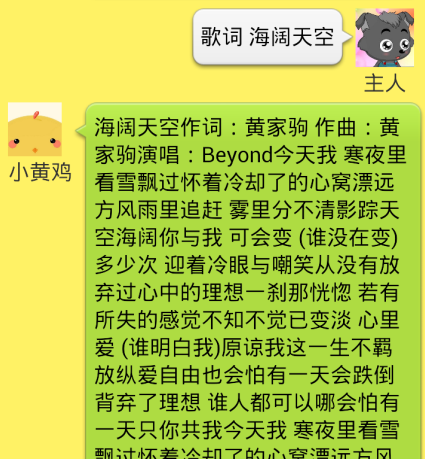 歌词 海阔天空
主人
小黄鸡
海阔天空作词：黄家驹 作曲：黄
家驹演唱：Beyond今天我 寒夜里
看雪飘过怀着冷却了的心窝漂远
方风雨里追赶 雾里分不清影踪天
空海阔你与我 可会变 (谁没在变)
多少次 迎着冷眼与嘲笑从没有放
弃过心中的理想一刹那恍惚 若有
所失的感觉不知不觉已变淡 心里
爱 (谁明白我)原谅我这一生不羁
放纵爱自由也会怕有一天会跌倒
背弃了理想 谁人都可以哪会怕有
一天只你共我今天我 寒夜里看雪
飘过怀着冷却了的心窝漂远方风